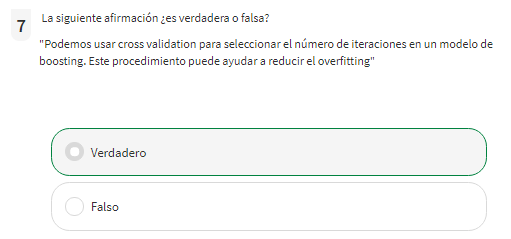 7
La siguiente afirmación ¿es verdadera o falsa?
"Podemos usar cross validation para seleccionar el número de iteraciones en un modelo de
boosting. Este procedimiento puede ayudar a reducir el overfitting"
Verdadero
Falso